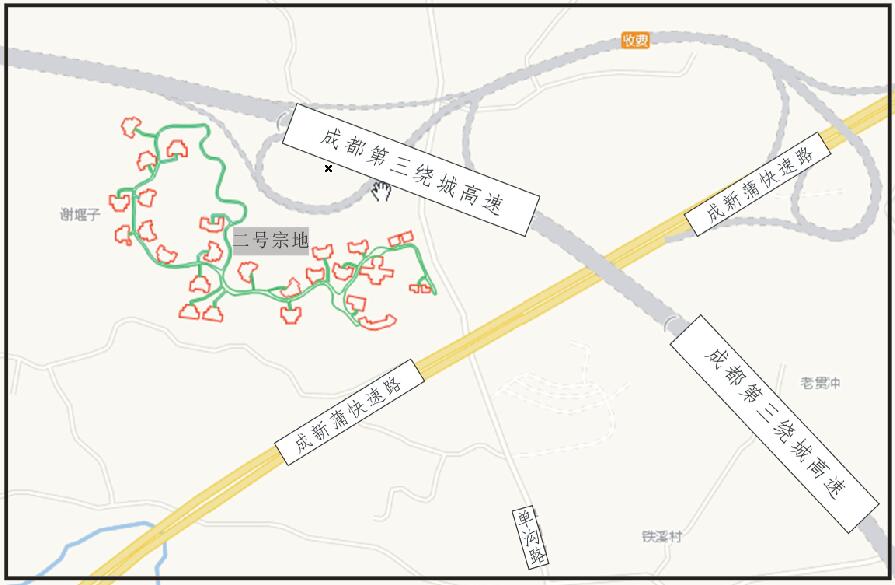 收费
成都第三绕城高速
成新蒲快速路
谢堰子
二号宗地
成都第三绕城高速
老贯冲
成新蒲快速路
单沟路
铁溪村